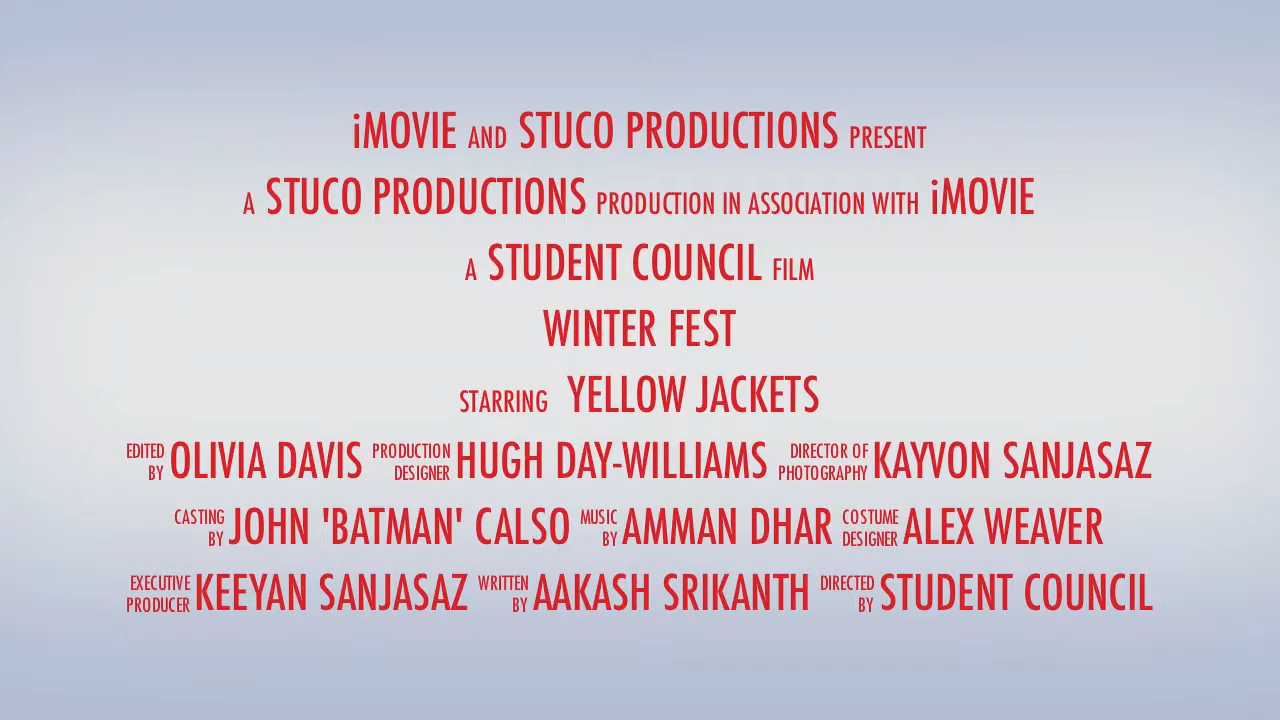 iMOVIE AND STUCO PRODUCTIONS PRESENT
A STUCO PRODUCTIONS PRODUCTION IN ASSOCIATION WITH iMOVIE
A STUDENT COUNCIL FILM
WINTER FEST
STARRING YELLOW JACKETS
EDITED BY OLIVIA DAVIS PRODUCTION DESIGNER HUGH DAY-WILLIAMS DIRECTOR OF PHOTOGRAPHY KAYVON SANJASAZ
CASTING BY JOHN 'BATMAN' CALSO MUSIC BY AMMAN DHAR COSTUME DESIGNER ALEX WEAVER
EXECUTIVE PRODUCER KEEYAN SANJASAZ WRITTEN BY AAKASH SRIKANTH DIRECTED BY STUDENT COUNCIL